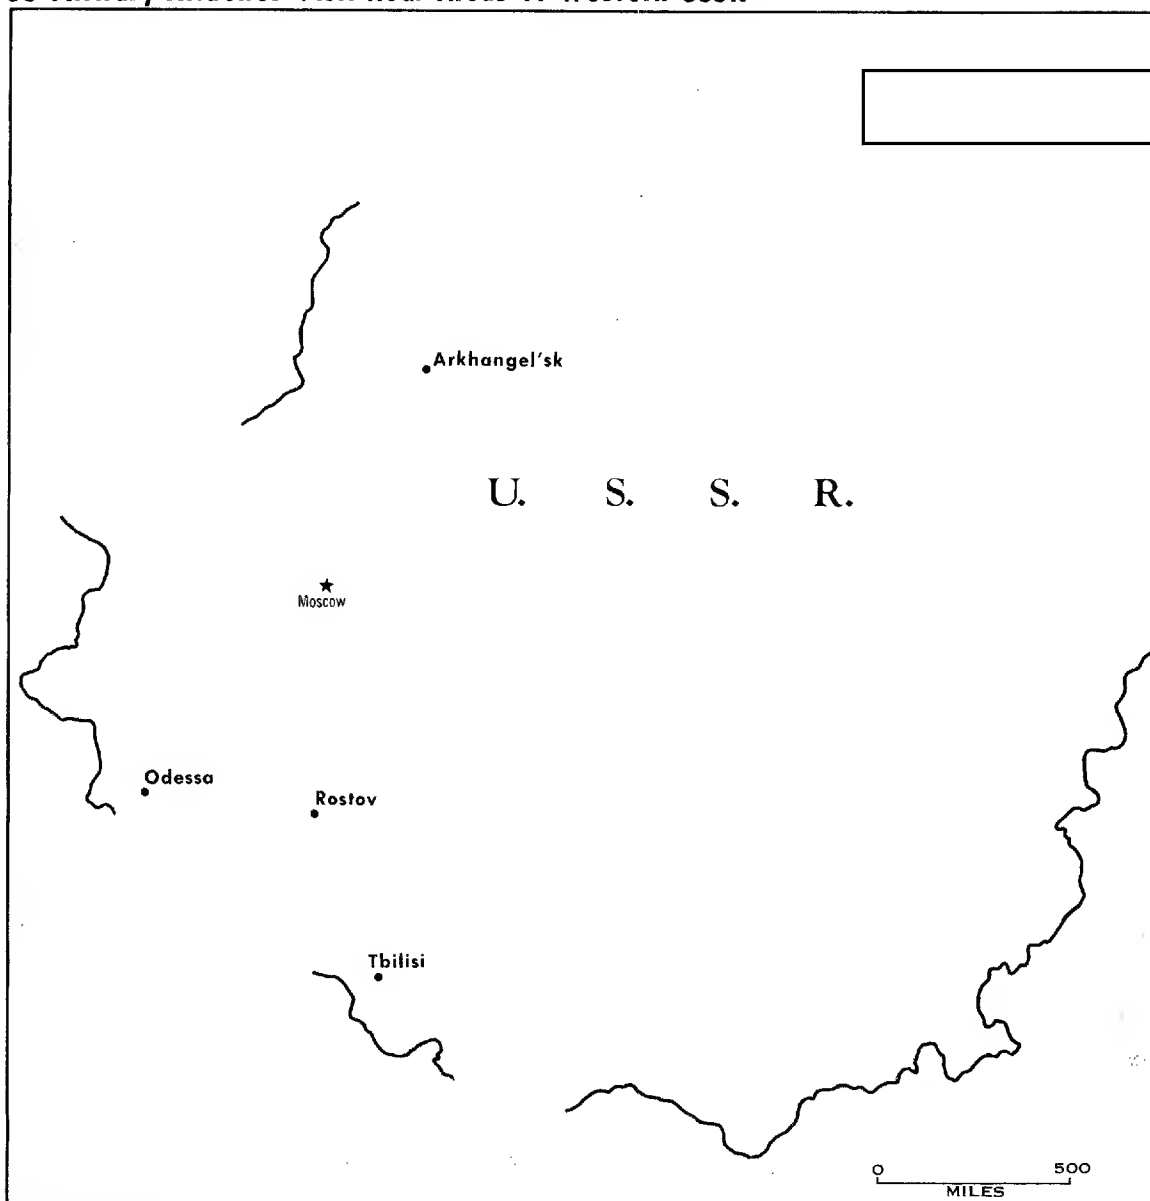 Arkhangel'sk
U. S. S. R.
Moscow
Odessa
Rostov
Tbilisi
0 500
MILES